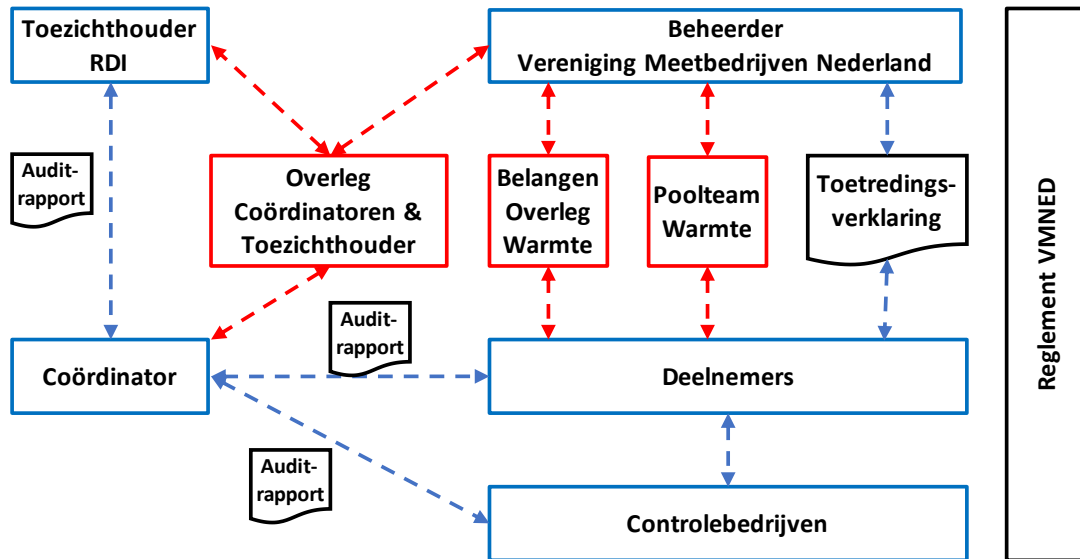 Toezichthouder
RDI
Beheerder
Vereniging Meetbedrijven Nederland
Audit-
rapport
Overleg
Coördinatoren &
Toezichthouder
Belangen
Overleg
Warmte
Poolteam
Warmte
Toetredings-
verklaring
Audit-
rapport
Coördinator
Deelnemers
Audit-
rapport
Controlebedrijven
Reglement VMNED